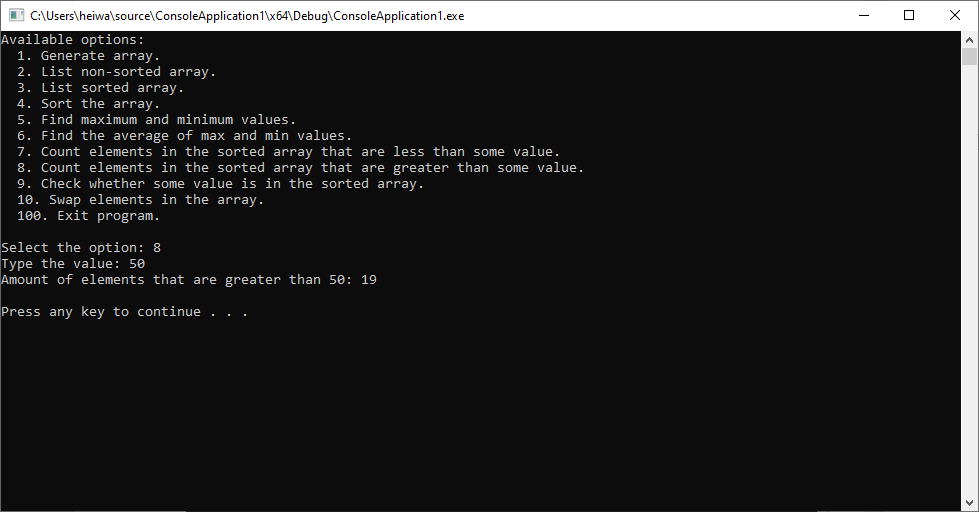 C:\Users\heiwa\source\ConsoleApplication1\x64\Debug\ConsoleApplication1.exe
Available options:
  1. Generate array.
  2. List non-sorted array.
  3. List sorted array.
  4. Sort the array.
  5. Find maximum and minimum values.
  6. Find the average of max and min values.
  7. Count elements in the sorted array that are less than some value.
  8. Count elements in the sorted array that are greater than some value.
  9. Check whether some value is in the sorted array.
  10. Swap elements in the array.
  100. Exit program.
Select the option: 8
Type the value: 50
Amount of elements that are greater than 50: 19
Press any key to continue . . .